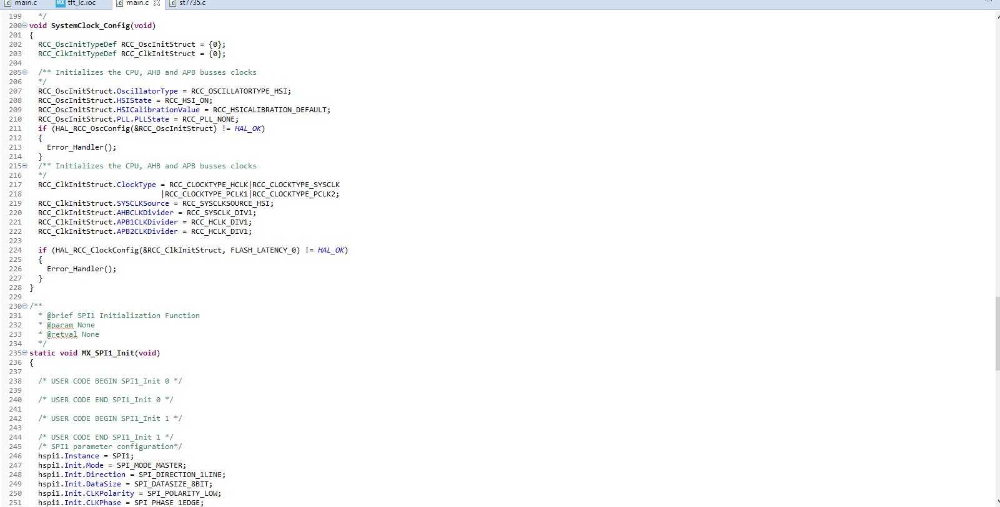 main.c
MX tft_lc.ioc
main.c
st7735.c
199   */
200 void SystemClock_Config(void)
201 {
202   RCC_OscInitTypeDef RCC_OscInitStruct = {0};
203   RCC_ClkInitTypeDef RCC_ClkInitStruct = {0};
204
205   /** Initializes the CPU, AHB and APB busses clocks
206   */
207   RCC_OscInitStruct.OscillatorType = RCC_OSCILLATORTYPE_HSI;
208   RCC_OscInitStruct.HSIState = RCC_HSI_ON;
209   RCC_OscInitStruct.HSICalibrationValue = RCC_HSICALIBRATION_DEFAULT;
210   RCC_OscInitStruct.PLL.PLLState = RCC_PLL_NONE;
211   if (HAL_RCC_OscConfig(&RCC_OscInitStruct) != HAL_OK)
212   {
213     Error_Handler();
214   }
215   /** Initializes the CPU, AHB and APB busses clocks
216   */
217   RCC_ClkInitStruct.ClockType = RCC_CLOCKTYPE_HCLK|RCC_CLOCKTYPE_SYSCLK
218                               |RCC_CLOCKTYPE_PCLK1|RCC_CLOCKTYPE_PCLK2;
219   RCC_ClkInitStruct.SYSCLKSource = RCC_SYSCLKSOURCE_HSI;
220   RCC_ClkInitStruct.AHBCLKDivider = RCC_SYSCLK_DIV1;
221   RCC_ClkInitStruct.APB1CLKDivider = RCC_HCLK_DIV1;
222   RCC_ClkInitStruct.APB2CLKDivider = RCC_HCLK_DIV1;
223
224   if (HAL_RCC_ClockConfig(&RCC_ClkInitStruct, FLASH_LATENCY_0) != HAL_OK)
225   {
226     Error_Handler();
227   }
228 }
229
230 /**
231   * @brief SPI1 Initialization Function
232   * @param None
233   * @retval None
234   */
235 static void MX_SPI1_Init(void)
236 {
237
238   /* USER CODE BEGIN SPI1_Init 0 */
239
240   /* USER CODE END SPI1_Init 0 */
241
242   /* USER CODE BEGIN SPI1_Init 1 */
243
244   /* USER CODE END SPI1_Init 1 */
245   /* SPI1 parameter configuration*/
246   hspi1.Instance = SPI1;
247   hspi1.Init.Mode = SPI_MODE_MASTER;
248   hspi1.Init.Direction = SPI_DIRECTION_1LINE;
249   hspi1.Init.DataSize = SPI_DATASIZE_8BIT;
250   hspi1.Init.CLKPolarity = SPI_POLARITY_LOW;
251   hspi1.Init.CLKPhase = SPI_PHASE_1EDGE;